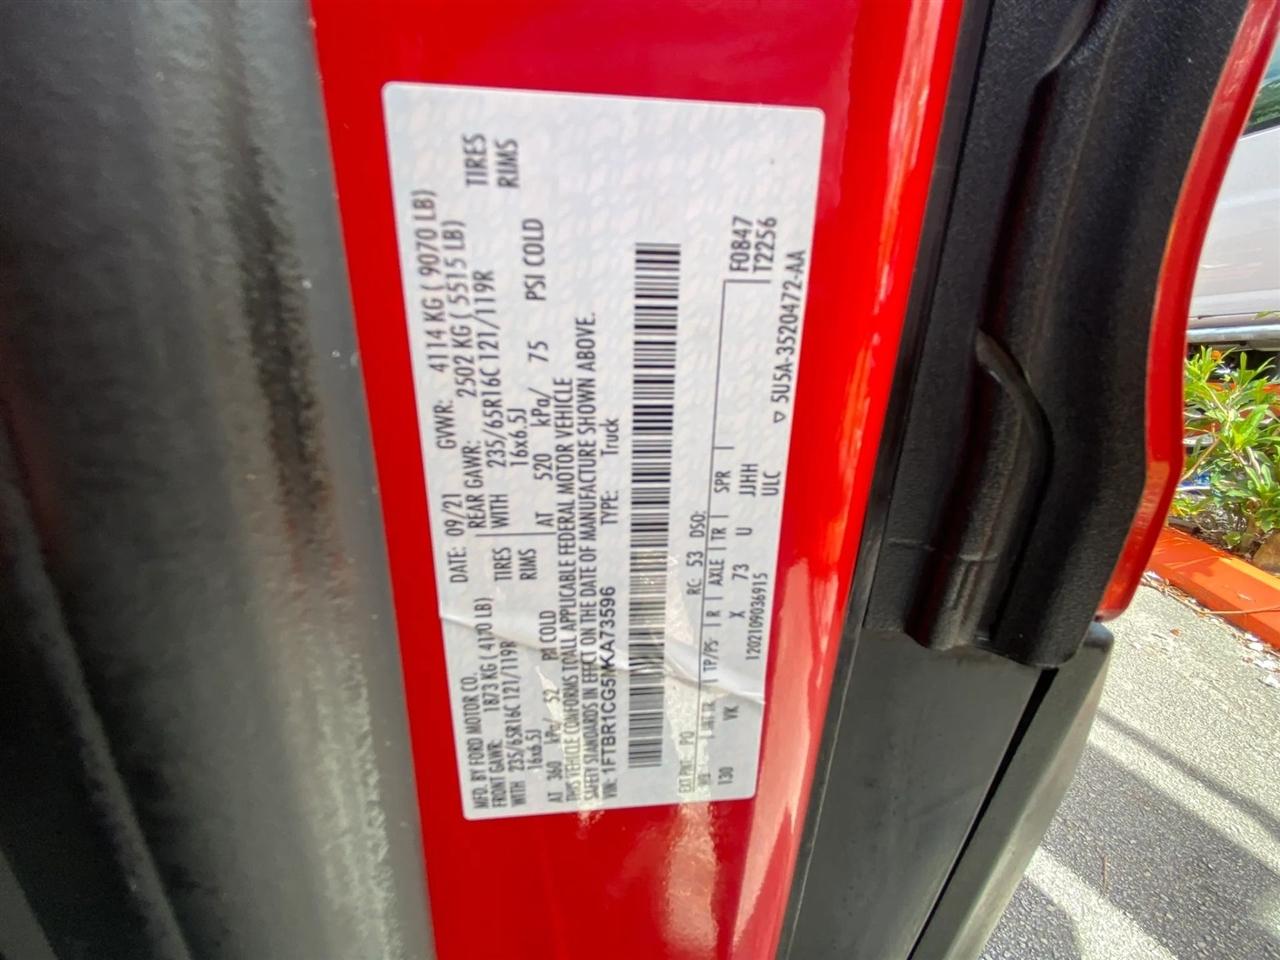 MFD. BY FORD MOTOR CO. DATE: 09/21 GVWR: 4114 KG ( 9070 LB)
FRONT GAWR: 1873 KG ( LB) REAR GAWR: 2502 KG ( 5515 LB)
WITH 235/65R16C 121/119R TIRES WITH 235/65R16C 121/119R TIRES
16x6.5J RIMS 16x6.5J RIMS
AT 360 kPa/ 52 COLD AT 520 kPa/ 75 PSI COLD
THIS VEHICLE CONFORMS TO ALL APPLICABLE FEDERAL MOTOR VEHICLE
SAFETY STANDARDS IN EFFECT ON THE DATE OF MANUFACTURE SHOWN ABOVE.
VIN: 1FTBR1CG5MKA73596 TYPE: Truck
EXT PNT: PQ RC: 53 DSO: F0847
WB TP/PS R AXLE TR SPR T2256
130 VK X 73 U JJHH
1202109036915 ULC
5U5A-3520472-AA